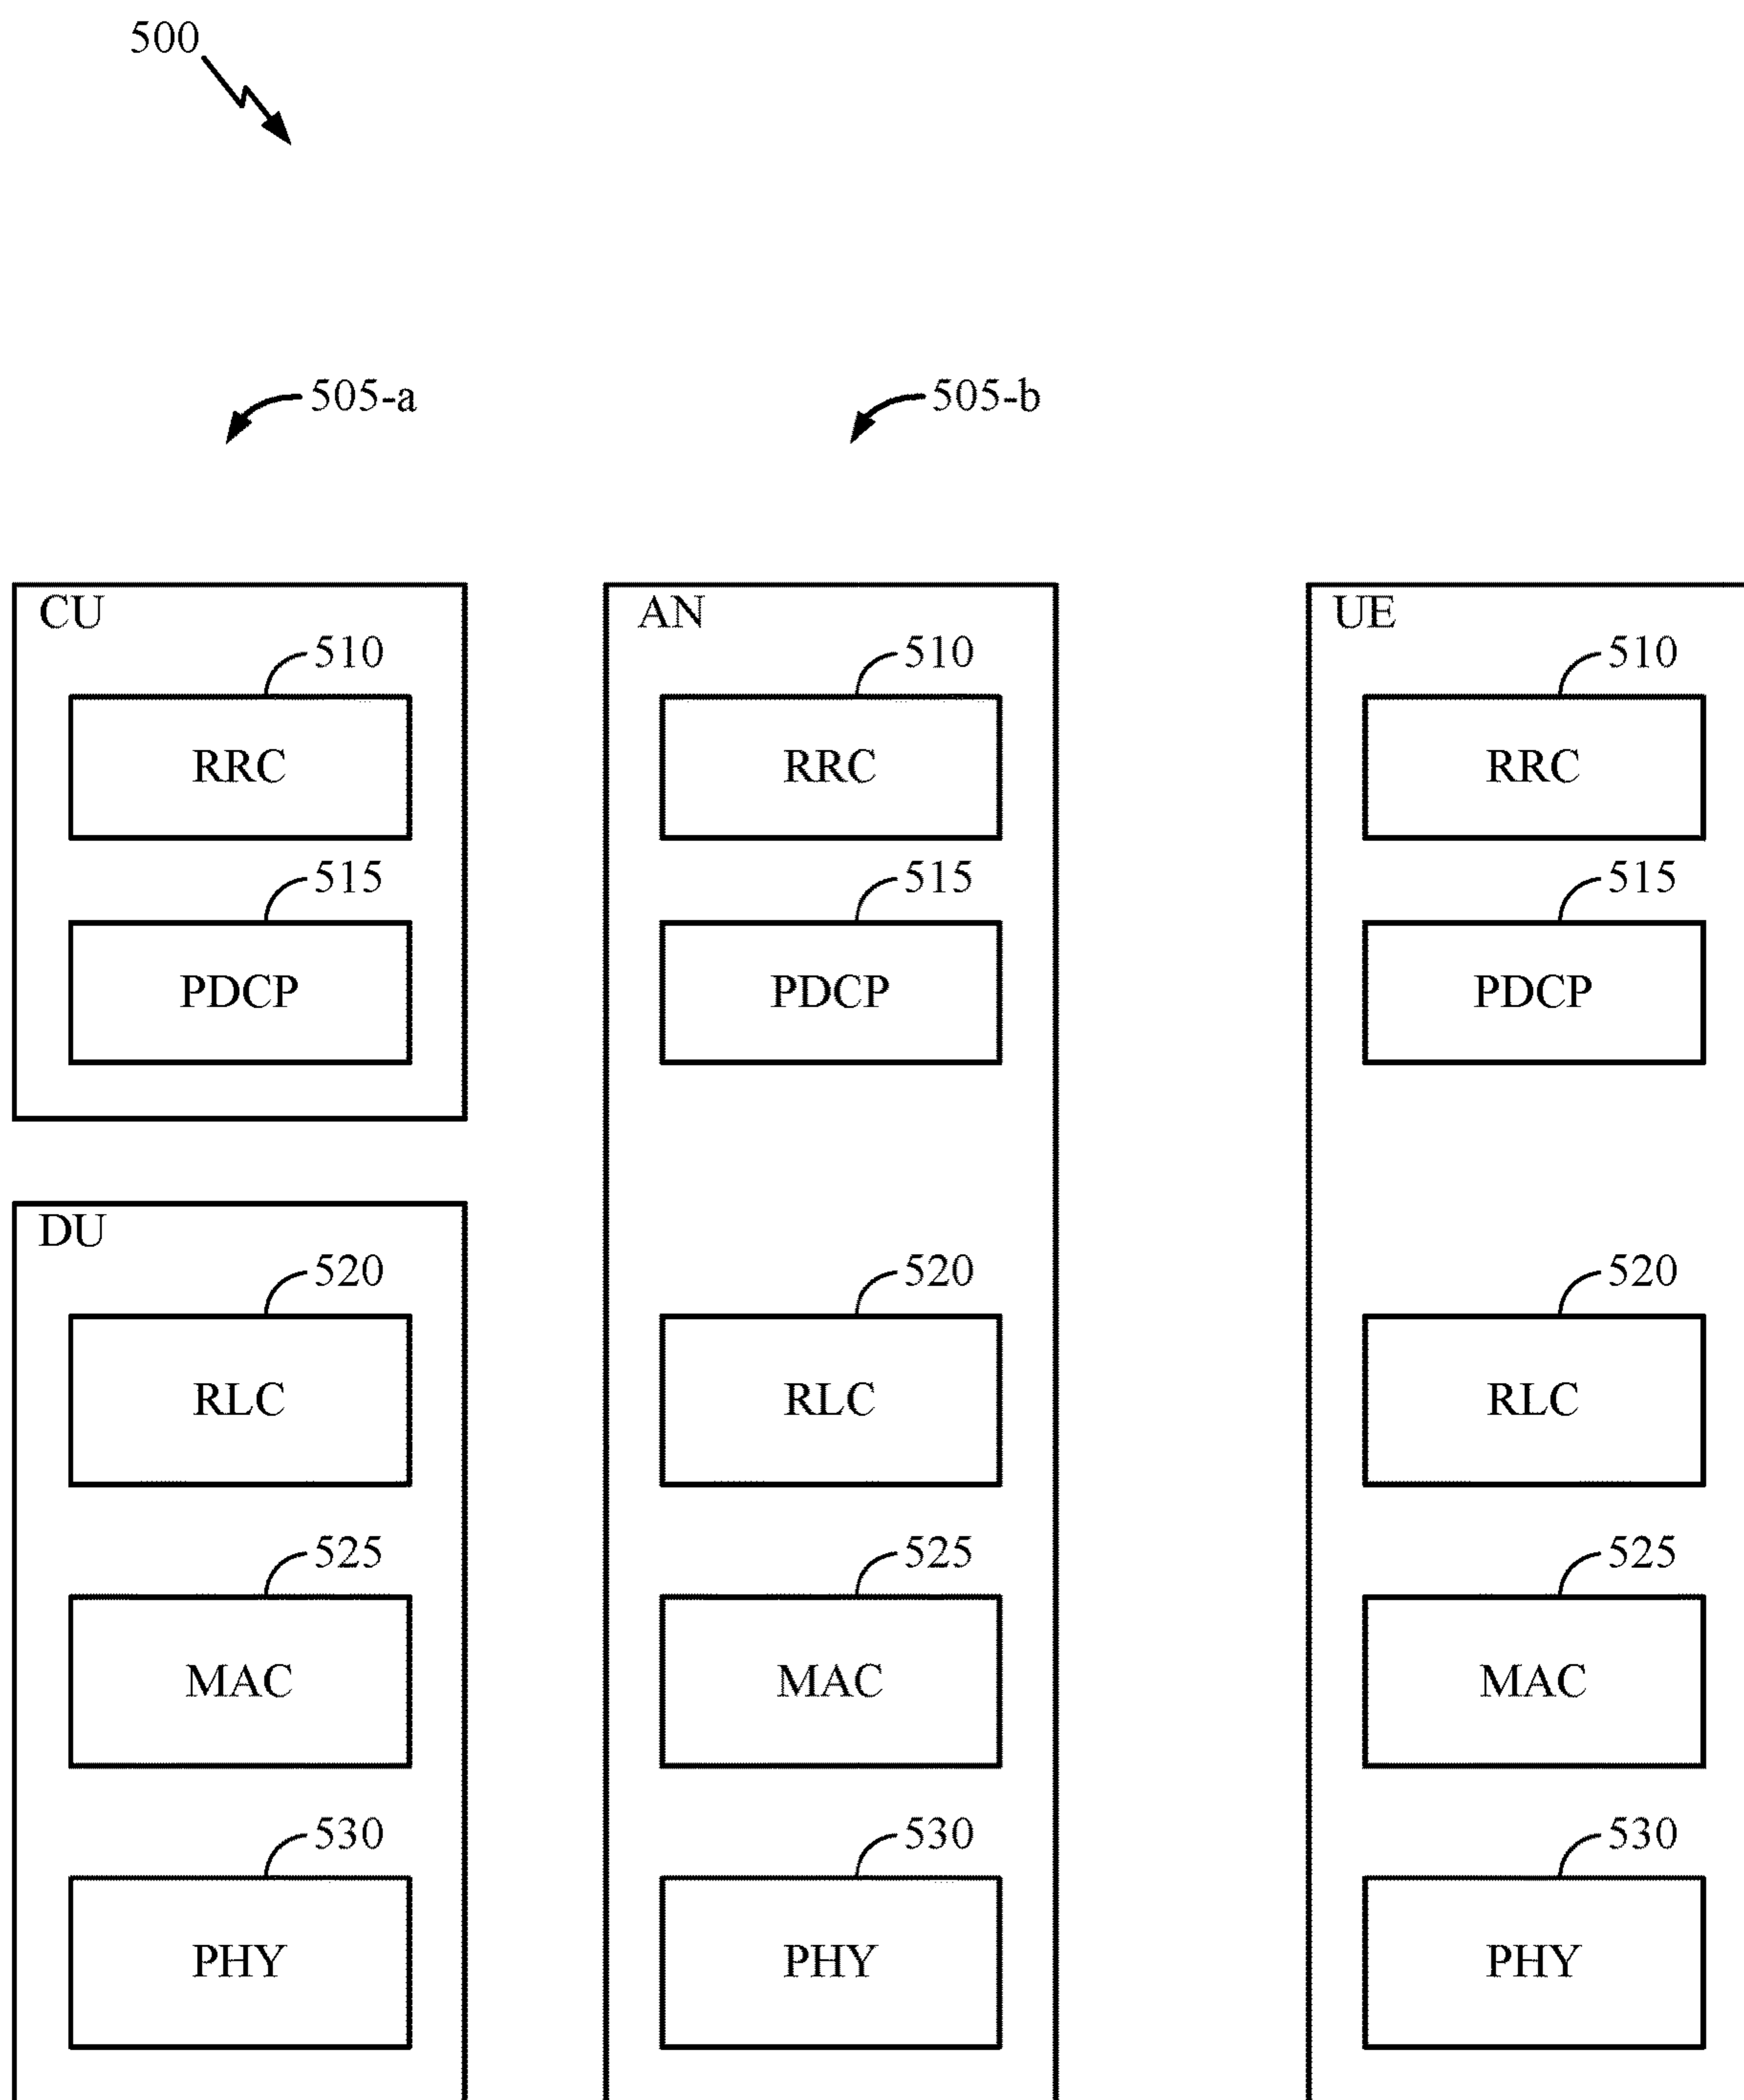 500
505-a 505-b
CU AN UE
510 510 510
RRC RRC RRC
515 515 515
PDCP PDCP PDCP
DU
520 520 520
RLC RLC RLC
525 525 525
MAC MAC MAC
530 530 530
PHY PHY PHY